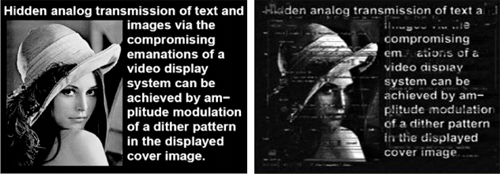 Hidden analog transmission of text and
images via the
compromising
emanations of a
video display
system can be
achieved by am-
plitude modulation
of a dither pattern
in the displayed
cover image.
Hidden analog transmission of text a
images via the
compromising
em ations of a
video display
system can be
achieved by am-
plitude modulation
of a dither pattern
in the displayed
cover image.